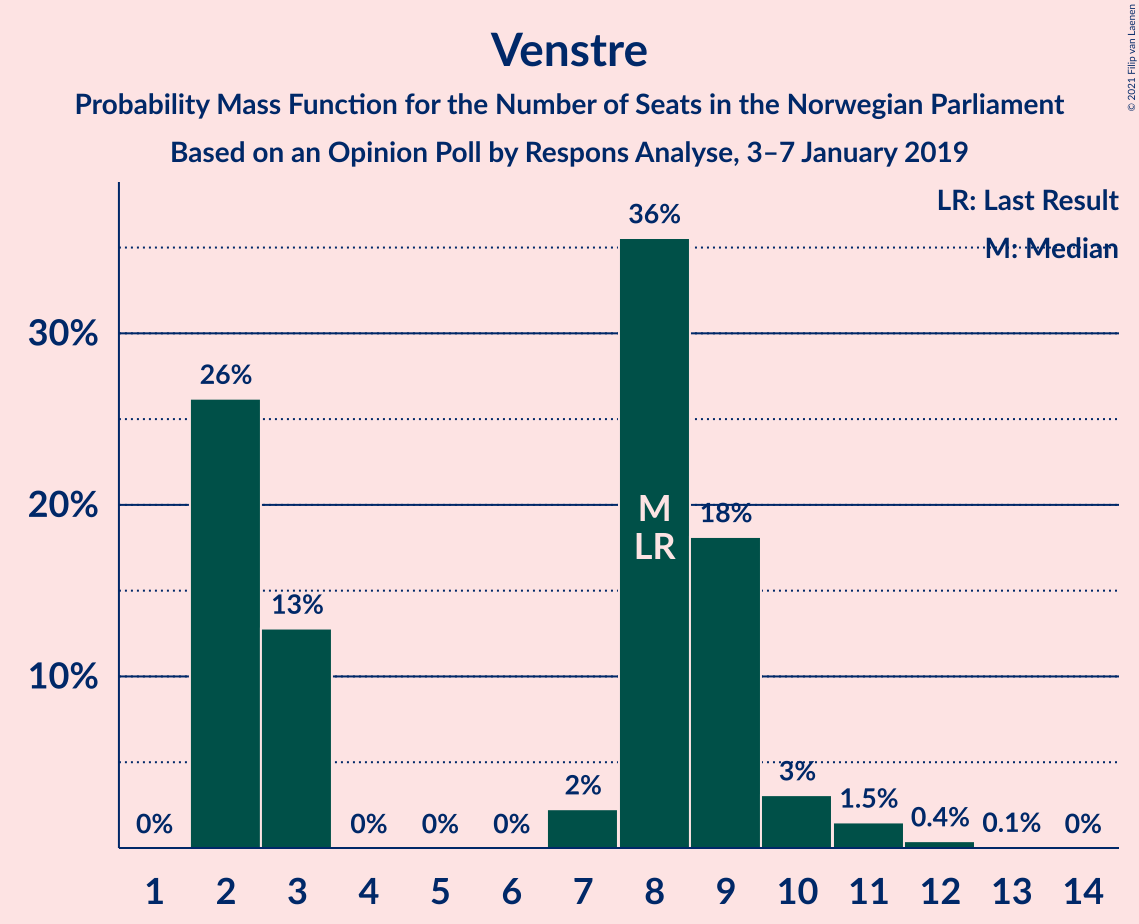 Venstre
Probability Mass Function for the Number of Seats in the Norwegian Parliament
Based on an Opinion Poll by Respons Analyse, 3–7 January 2019
© 2021 Filip van Laenen
LR: Last Result
M: Median
30%
20%
10%
0%
26%
13%
0%
0%
0%
2%
36%
M
LR
18%
3%
1.5%
0.4%
0.1%
0%
1 2 3 4 5 6 7 8 9 10 11 12 13 14